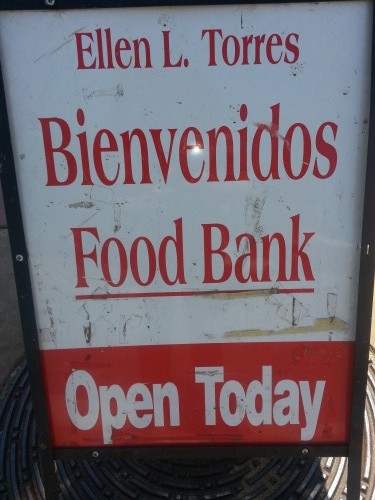 Ellen L. Torres
Bienvenidos
Food Bank
Open Today